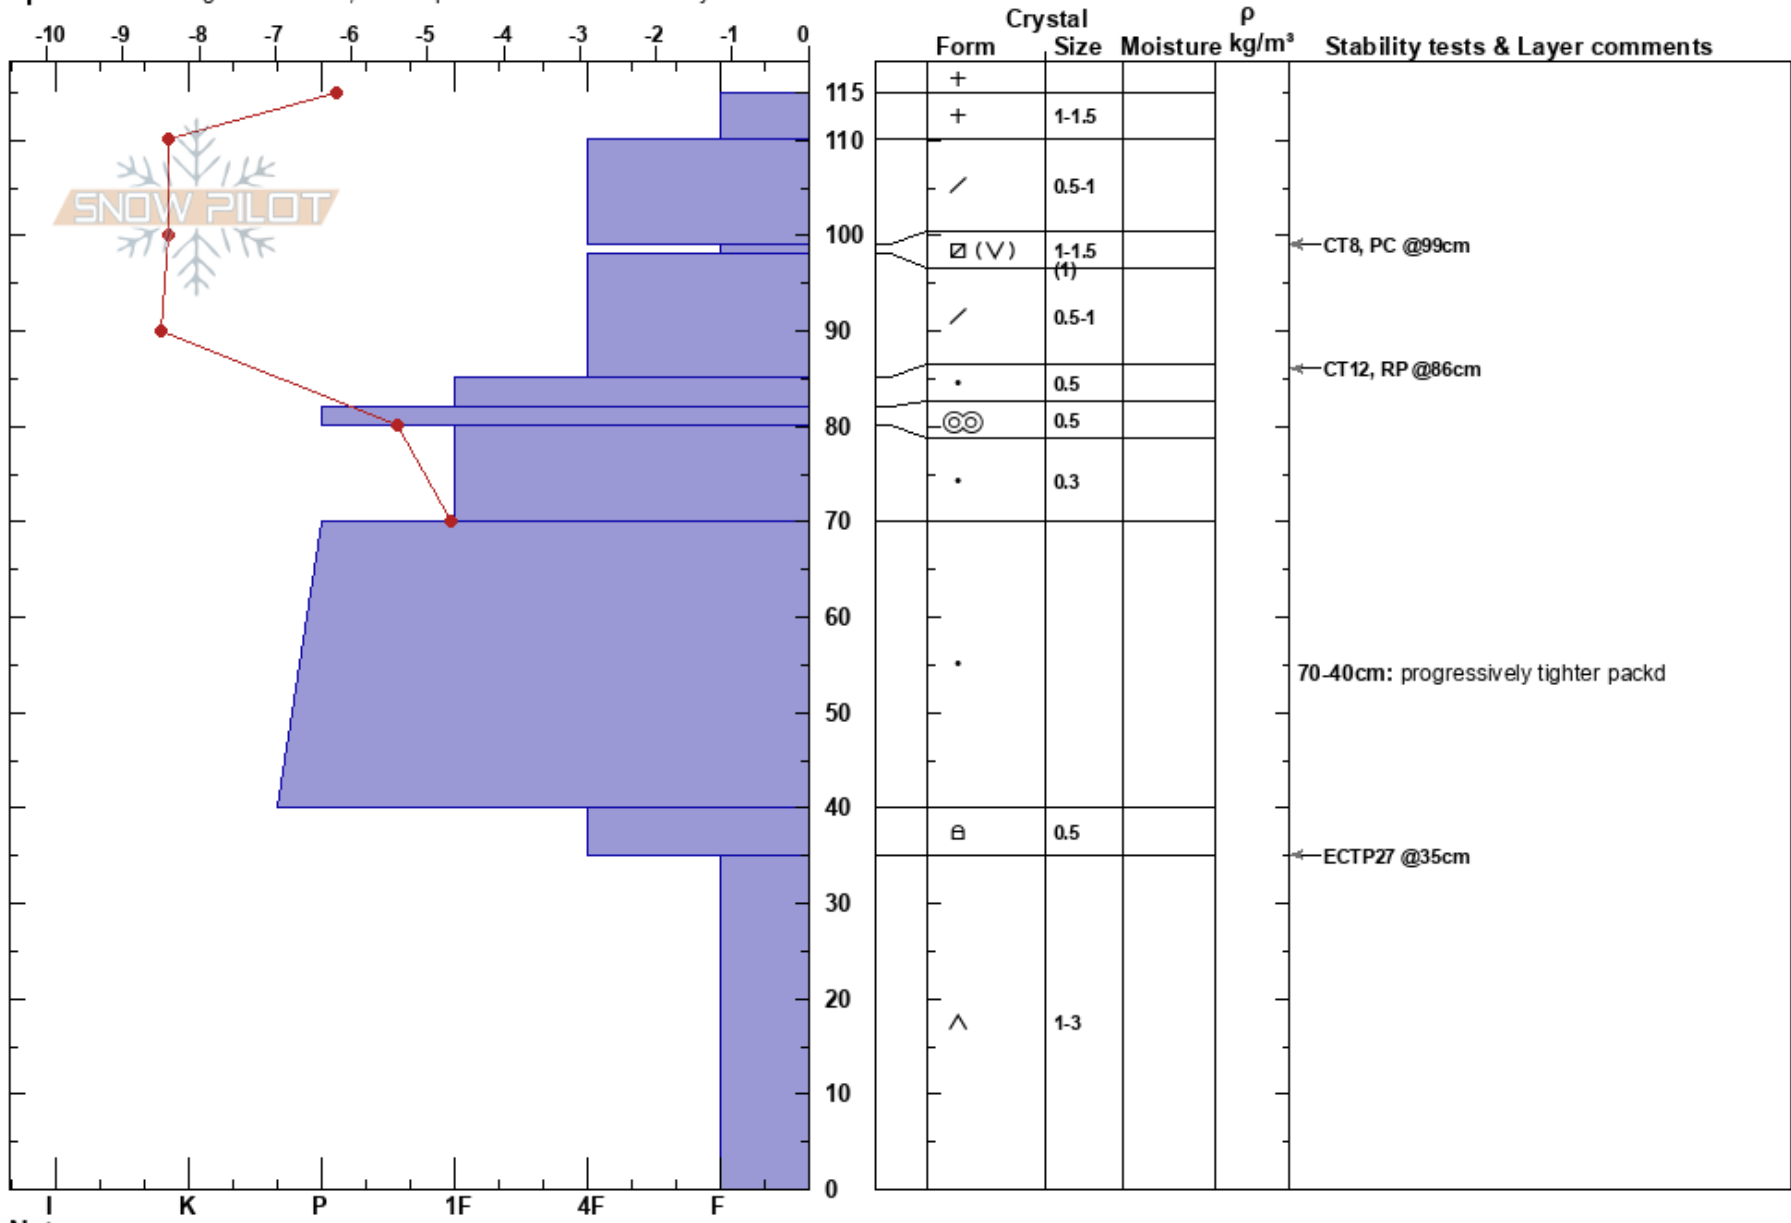 Crystal
ρ
-10 -9 -8 -7 -6 -5 -4 -3 -2 -1 0
Form Size Moisture kg/m³ Stability tests & Layer comments
115
1-1.5
110
SNOW PILOT
0.5-1
100
1-1.5
(1)
CT8, PC @99cm
0.5-1
90
CT12, RP @86cm
0.5
0.5
80
0.3
70
60
70-40cm: progressively tighter packd
50
40
0.5
ECTP27 @35cm
30
20
1-3
10
0
I K P 1F 4F F